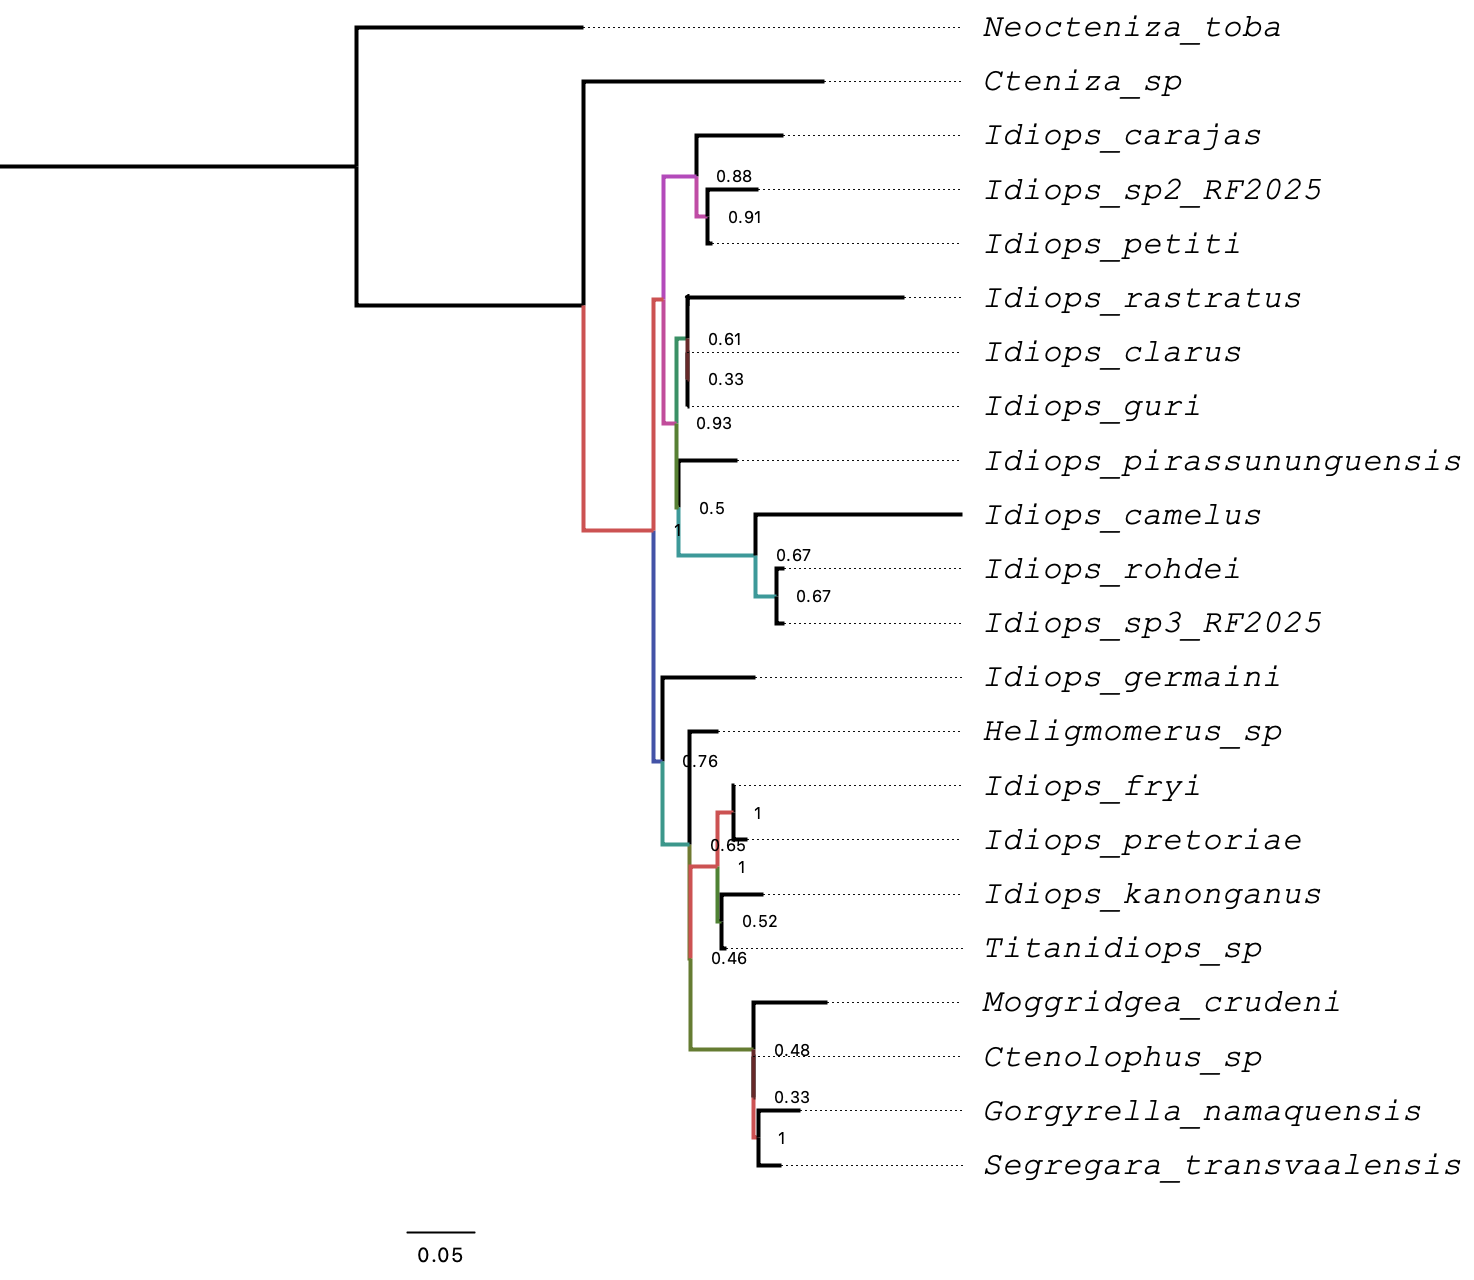 Neocteniza_toba
Cteniza_sp
Idiops_carajas
0.88
Idiops_sp2_RF2025
0.91
Idiops_petiti
Idiops_rastratus
0.61
Idiops_clarus
0.33
Idiops_guri
0.93
Idiops_pirassununguensis
0.5
Idiops_camelus
1
0.67
Idiops_rohdei
0.67
Idiops_sp3_RF2025
Idiops_germaini
Heligmomerus_sp
0.76
Idiops_fryi
1
Idiops_pretoriae
0.65
1
Idiops_kanonganus
0.52
Titanidiops_sp
0.46
Moggridgea_crudeni
0.48
Ctenolophus_sp
0.33
Gorgyrella_namaquensis
1
Segregara_transvaalensis
0.05